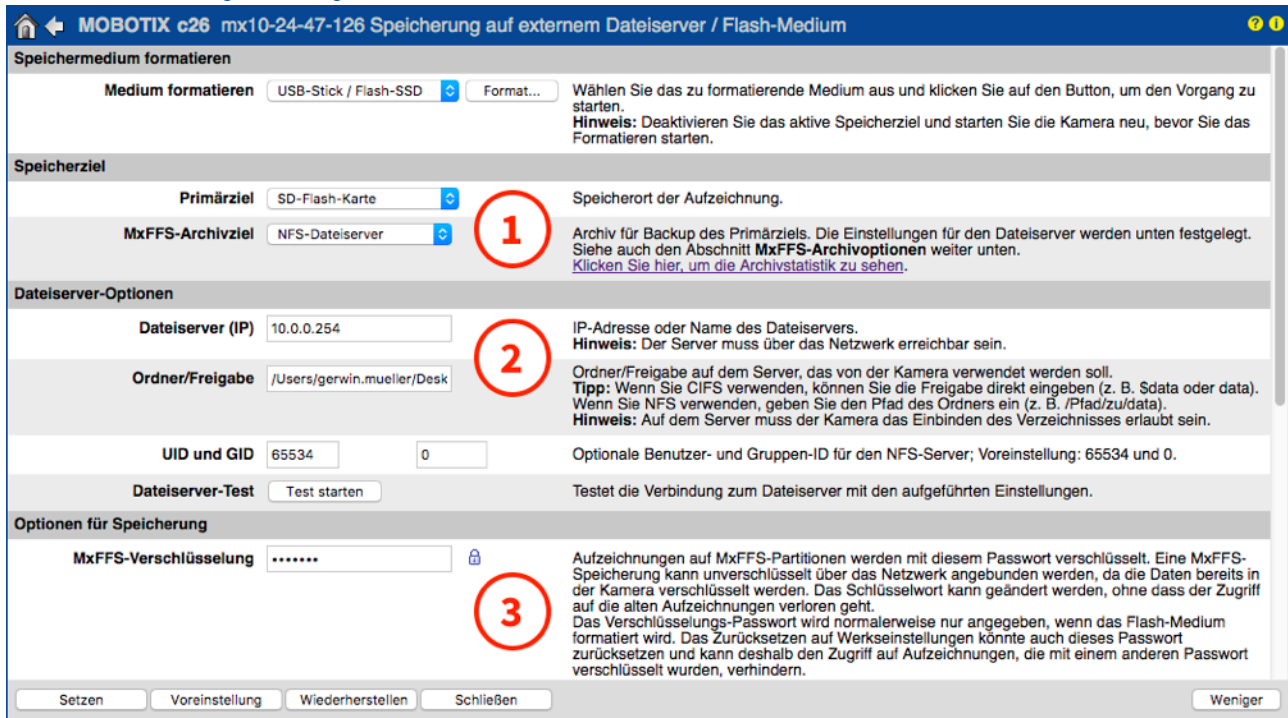 MOBOTIX c26 mx10-24-47-126 Speicherung auf externem Dateiserver / Flash-Medium
? i
Speichermedium formatieren
Medium formatieren USB-Stick / Flash-SSD Format... Wählen Sie das zu formatierende Medium aus und klicken Sie auf den Button, um den Vorgang zu
starten.
Hinweis: Deaktivieren Sie das aktive Speicherziel und starten Sie die Kamera neu, bevor Sie das
Formatieren starten.
Speicherziel
Primärziel SD-Flash-Karte Speicherort der Aufzeichnung.
1
MxFFS-Archivziel NFS-Dateiserver Archiv für Backup des Primärziels. Die Einstellungen für den Dateiserver werden unten festgelegt.
Siehe auch den Abschnitt MxFFS-Archivoptionen weiter unten.
Klicken Sie hier, um die Archivstatistik zu sehen.
Dateiserver-Optionen
Dateiserver (IP) 10.0.0.254 IP-Adresse oder Name des Dateiservers.
Hinweis: Der Server muss über das Netzwerk erreichbar sein.
2
Ordner/Freigabe /Users/gerwin.mueller/Desk Ordner/Freigabe auf dem Server, das von der Kamera verwendet werden soll.
Tipp: Wenn Sie CIFS verwenden, können Sie die Freigabe direkt eingeben (z. B. $data oder data).
Wenn Sie NFS verwenden, geben Sie den Pfad des Ordners ein (z. B. /Pfad/zu/data).
Hinweis: Auf dem Server muss der Kamera das Einbinden des Verzeichnisses erlaubt sein.
UID und GID 65534 0 Optionale Benutzer- und Gruppen-ID für den NFS-Server; Voreinstellung: 65534 und 0.
Dateiserver-Test Test starten Testet die Verbindung zum Dateiserver mit den aufgeführten Einstellungen.
Optionen für Speicherung
MxFFS-Verschlüsselung ••••••• Aufzeichnungen auf MxFFS-Partitionen werden mit diesem Passwort verschlüsselt. Eine MxFFS-
Speicherung kann unverschlüsselt über das Netzwerk angebunden werden, da die Daten bereits in
der Kamera verschlüsselt werden. Das Schlüsselwort kann geändert werden, ohne dass der Zugriff
auf die alten Aufzeichnungen verloren geht.
3
Das Verschlüsselungs-Passwort wird normalerweise nur angegeben, wenn das Flash-Medium
formatiert wird. Das Zurücksetzen auf Werkseinstellungen könnte auch dieses Passwort
zurücksetzen und kann deshalb den Zugriff auf Aufzeichnungen, die mit einem anderen Passwort
verschlüsselt wurden, verhindern.
Setzen Voreinstellung Wiederherstellen Schließen Weniger